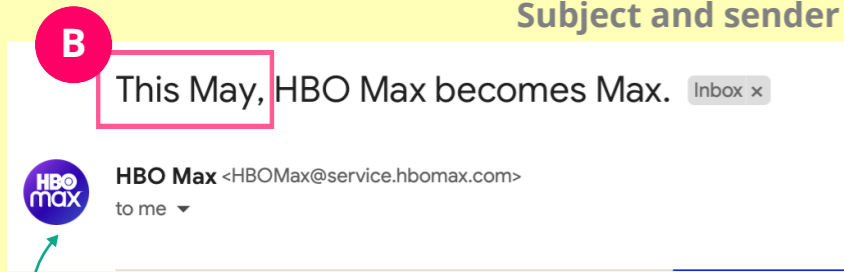 Subject and sender
B
This May, HBO Max becomes Max. Inbox x
HBO Max <HBOMax@service.hbomax.com>
HBO
max
to me